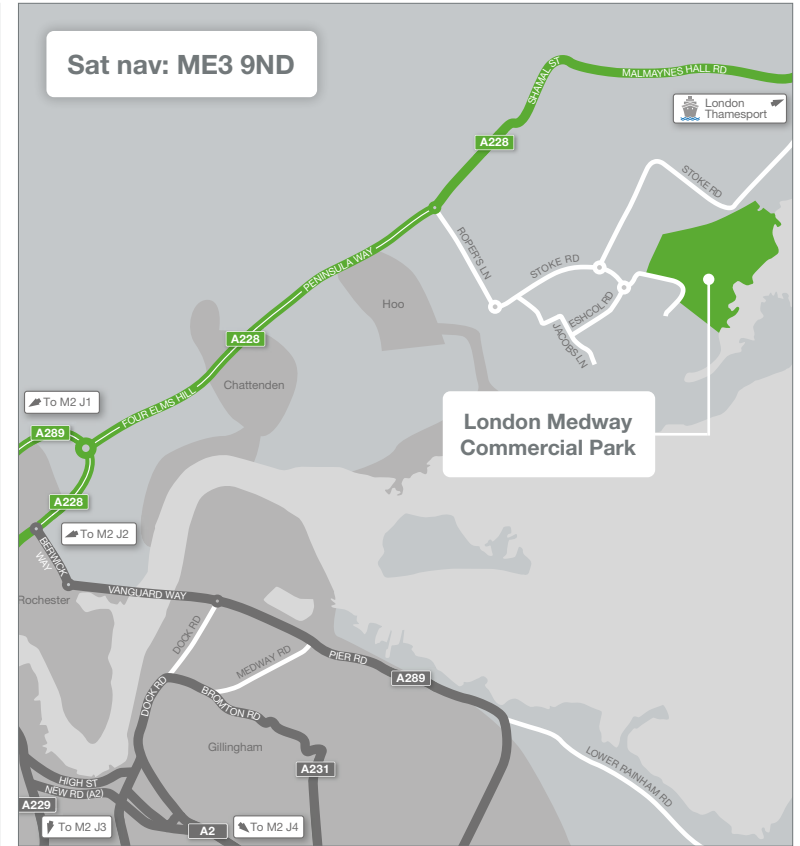 Sat nav: ME3 9ND
SHAMAL ST
MALMAYNES HALL RD
London
Thamesport
A228
STOKE RD
ROPER'S LN
PENINSULA WAY
STOKE RD
Hoo
ESHCOL RD
JACOBS LN
A228
Chattenden
FOUR ELMS HILL
To M2 J1
London Medway
Commercial Park
A289
A228
To M2 J2
BERWICK
WAY
VANGUARD WAY
Rochester
DOCK RD
MEDWAY RD
PIER RD
A289
DOCK RD
BROMTON RD
Gillingham
A231
LOWER RAINHAM RD
HIGH ST
NEW RD (A2)
A229
To M2 J3
A2
To M2 J4